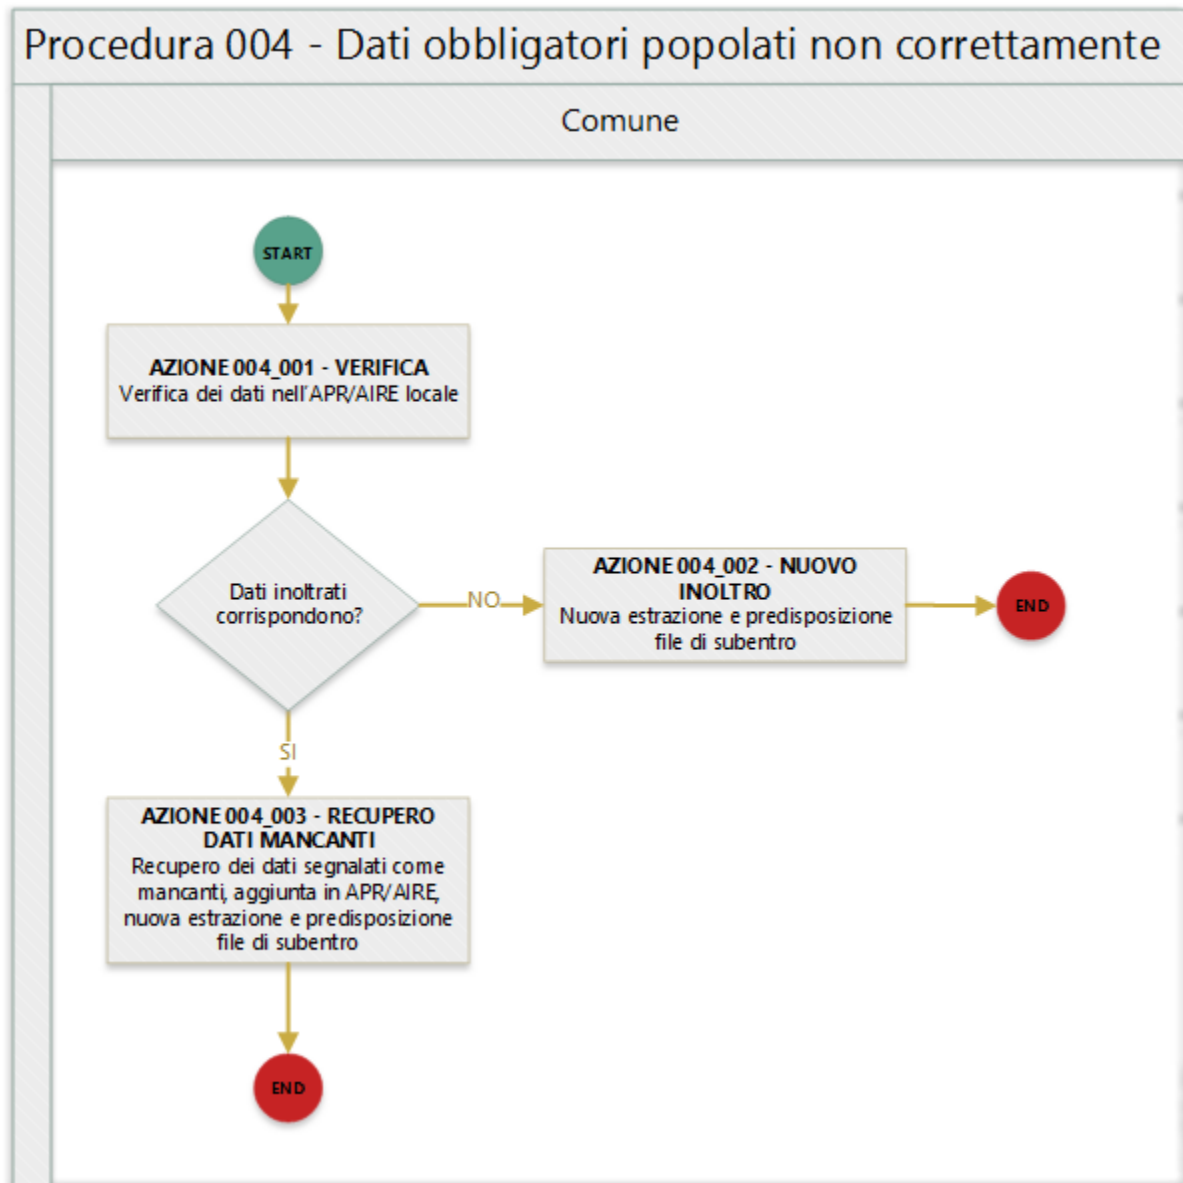 Procedura 004 - Dati obbligatori popolati non correttamente
Comune
START
AZIONE 004_001 - VERIFICA
Verifica dei dati nell'APR/AIRE locale
Dati inoltrati
corrispondono?
NO
AZIONE 004_002 - NUOVO
INOLTRO
Nuova estrazione e predisposizione
file di subentro
END
SI
AZIONE 004_003 - RECUPERO
DATI MANCANTI
Recupero dei dati segnalati come
mancanti, aggiunta in APR/AIRE,
nuova estrazione e predisposizione
file di subentro
END